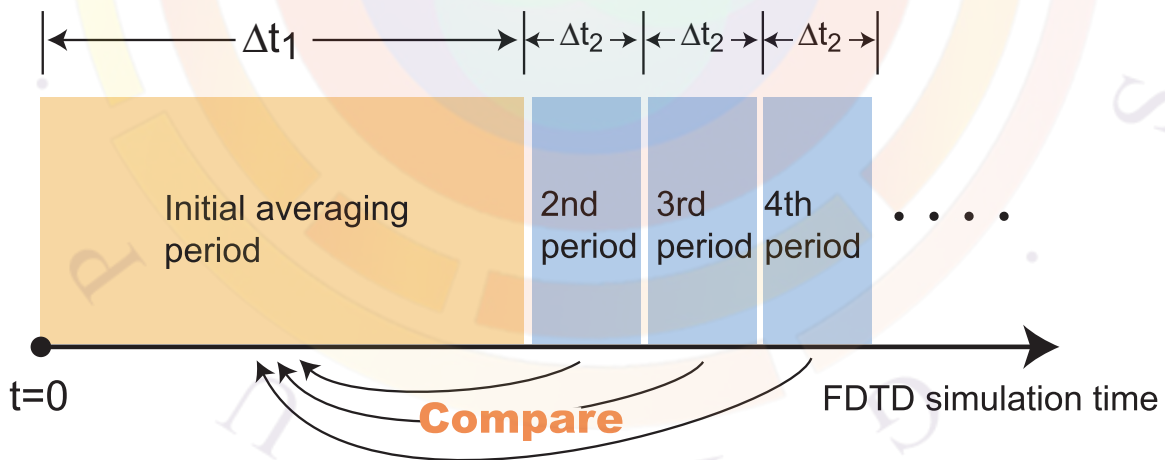 Δt1
Δt2
Δt2
Δt2
Initial averaging
period
2nd
period
3rd
period
4th
period
. . . .
t=0
Compare
FDTD simulation time
S
P
U
G